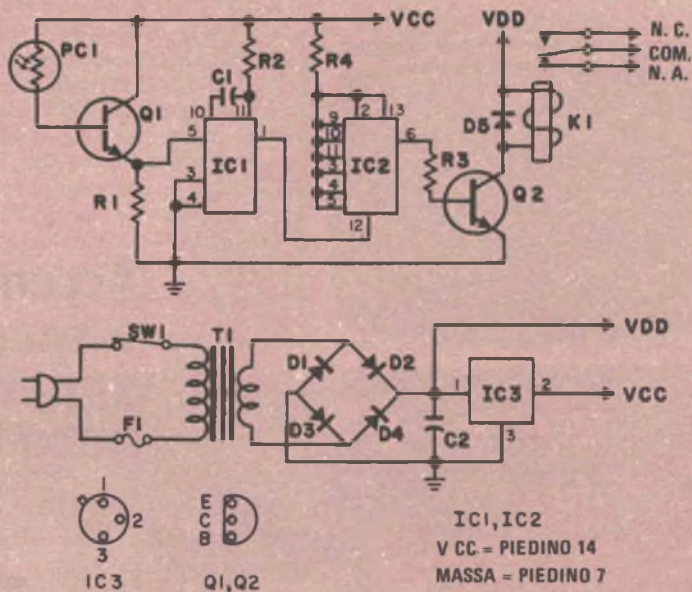 VCC
VDD
N. C.
COM.
N. A.
PC1
R2
R4
C1
Q1
10
11
9
10
11
3
4
5
2
13
D5
K1
5
IC1
1
3
4
IC2
6
R3
Q2
R1
12
SW1
T1
VDD
D1
D2
1
IC3
2
VCC
F1
D3
D4
C2
3
1
2
3
IC3
E
C
B
Q1,Q2
IC1, IC2
V CC = PIEDINO 14
MASSA = PIEDINO 7